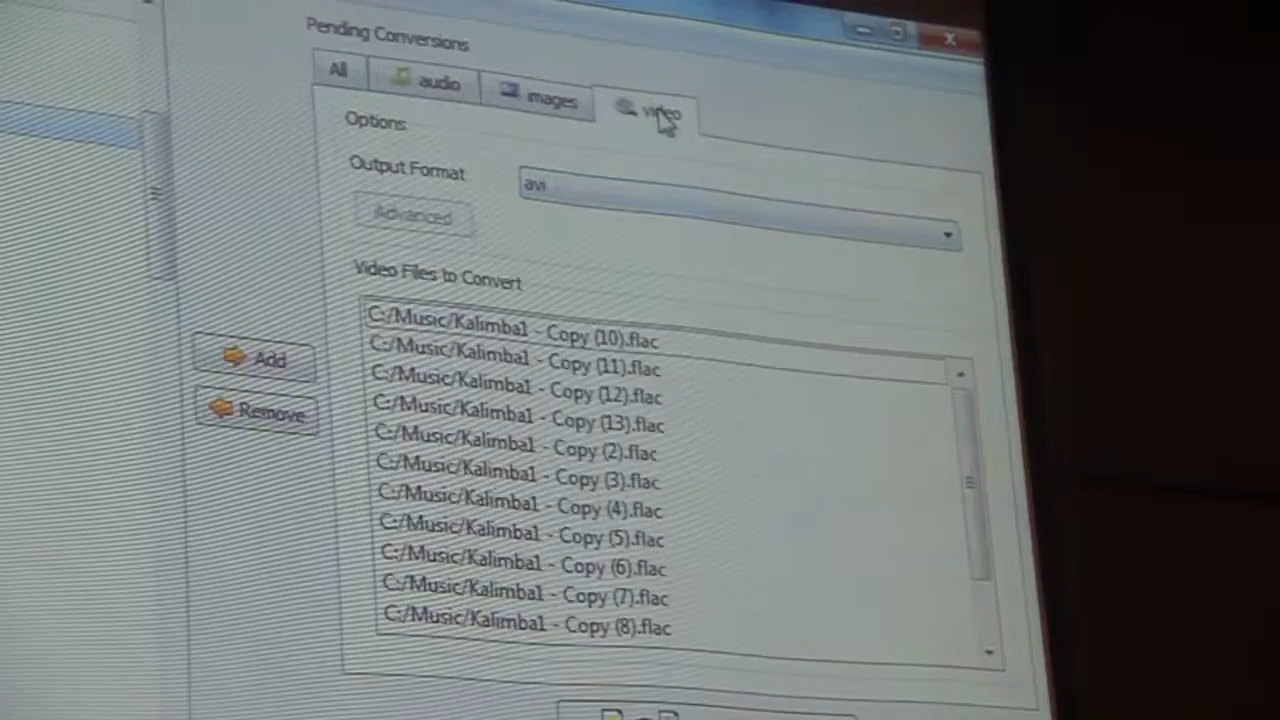 Pending Conversions
All audio images video
Options
Output Format avi
Advanced
Video Files to Convert
C:/Music/Kalimba1 - Copy (10).flac
C:/Music/Kalimba1 - Copy (11).flac
C:/Music/Kalimba1 - Copy (12).flac
C:/Music/Kalimba1 - Copy (13).flac
C:/Music/Kalimba1 - Copy (2).flac
C:/Music/Kalimba1 - Copy (3).flac
C:/Music/Kalimba1 - Copy (4).flac
C:/Music/Kalimba1 - Copy (5).flac
C:/Music/Kalimba1 - Copy (6).flac
C:/Music/Kalimba1 - Copy (7).flac
C:/Music/Kalimba1 - Copy (8).flac
Add
Remove